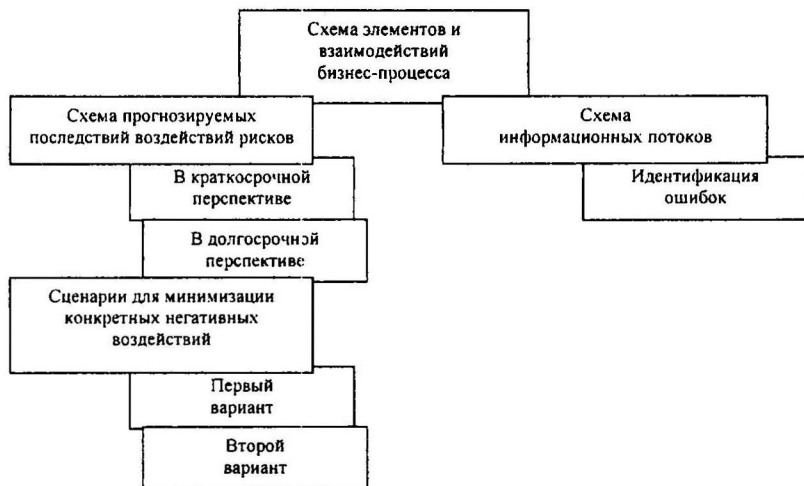 Схема элементов и
взаимодействий
бизнес-процесса
Схема прогнозируемых
последствий воздействий рисков
Схема
информационных потоков
В краткосрочной
перспективе
Идентификация
ошибок
В долгосрочной
перспективе
Сценарии для минимизации
конкретных негативных
воздействий
Первый
вариант
Второй
вариант